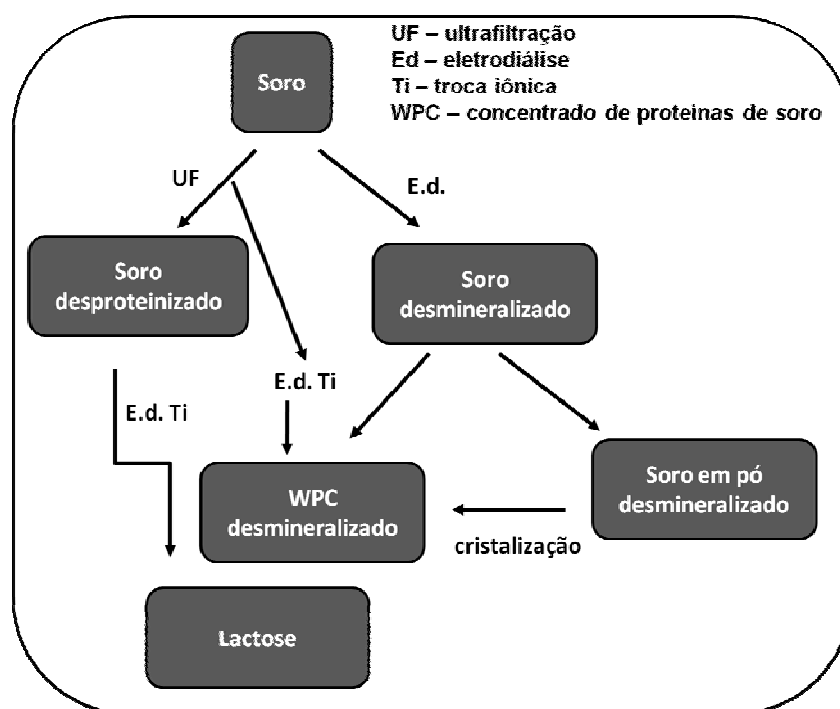 UF – ultrafiltração
Ed – eletrodiálise
Ti – troca iônica
WPC – concentrado de proteinas de soro
Soro
UF
E.d.
Soro
desproteinizado
Soro
desmineralizado
E.d. Ti
E.d. Ti
WPC
desmineralizado
Soro em pó
desmineralizado
cristalização
Lactose